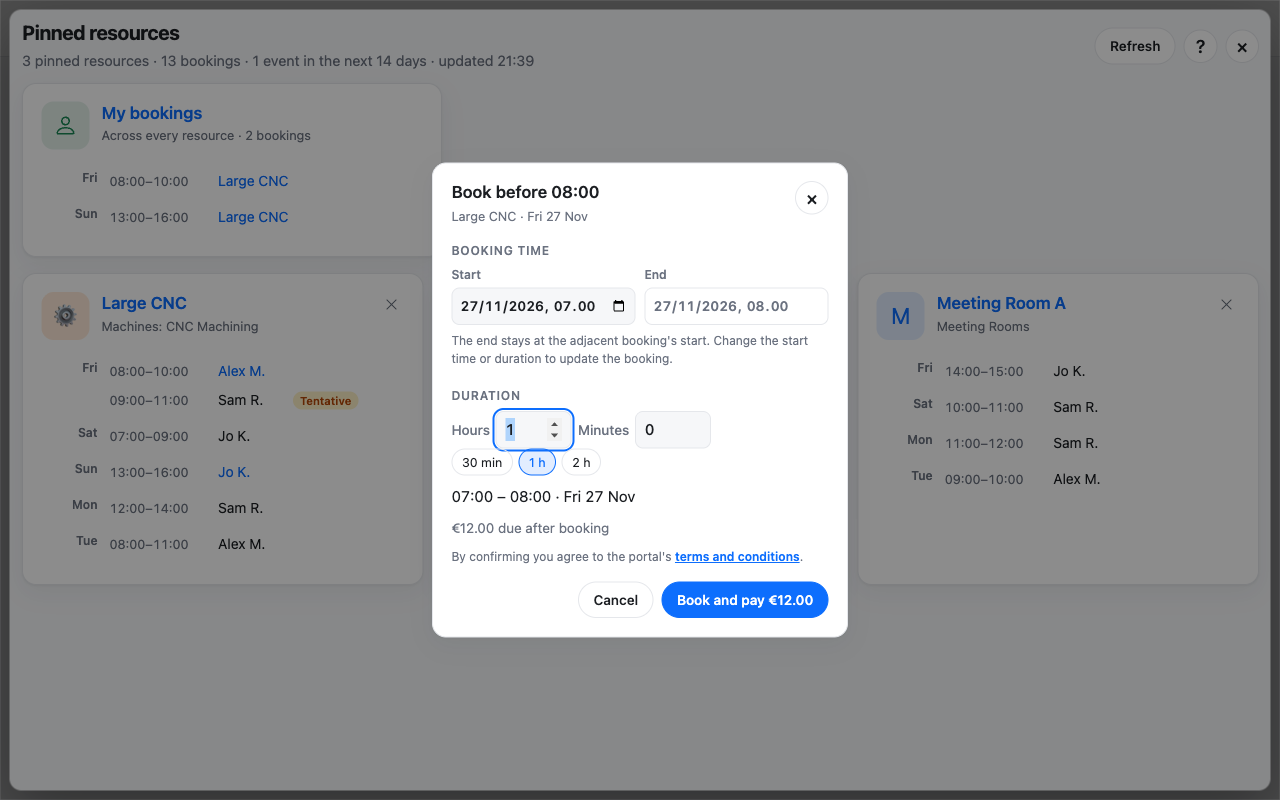 Pinned resources
3 pinned resources · 13 bookings · 1 event in the next 14 days · updated 21:39
Refresh
?
×
My bookings
Across every resource · 2 bookings
Fri 08:00–10:00 Large CNC
Sun 13:00–16:00 Large CNC
Large CNC
Machines: CNC Machining
Fri 08:00–10:00 Alex M.
09:00–11:00 Sam R. Tentative
Sat 07:00–09:00 Jo K.
Sun 13:00–16:00 Jo K.
Mon 12:00–14:00 Sam R.
Tue 08:00–11:00 Alex M.
Book before 08:00
Large CNC · Fri 27 Nov
×
BOOKING TIME
Start End
27/11/2026, 07.00 27/11/2026, 08.00
The end stays at the adjacent booking's start. Change the start
time or duration to update the booking.
DURATION
Hours 1 Minutes 0
30 min 1 h 2 h
07:00 – 08:00 · Fri 27 Nov
€12.00 due after booking
By confirming you agree to the portal's terms and conditions.
Cancel Book and pay €12.00
M
Meeting Room A
Meeting Rooms
Fri 14:00–15:00 Jo K.
Sat 10:00–11:00 Sam R.
Mon 11:00–12:00 Sam R.
Tue 09:00–10:00 Alex M.